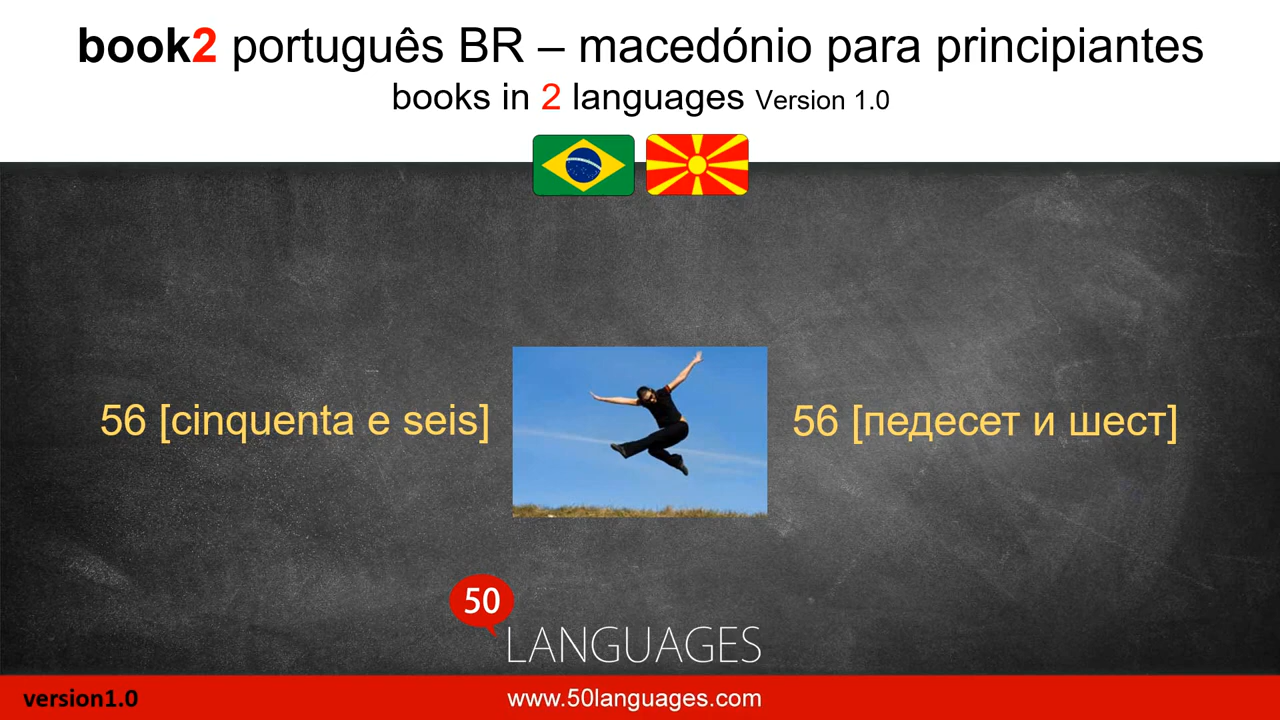 book2 português BR – macedónio para principiantes
books in 2 languages Version 1.0
56 [cinquenta e seis]
56 [педесет и шест]
50
LANGUAGES
version1.0
www.50languages.com